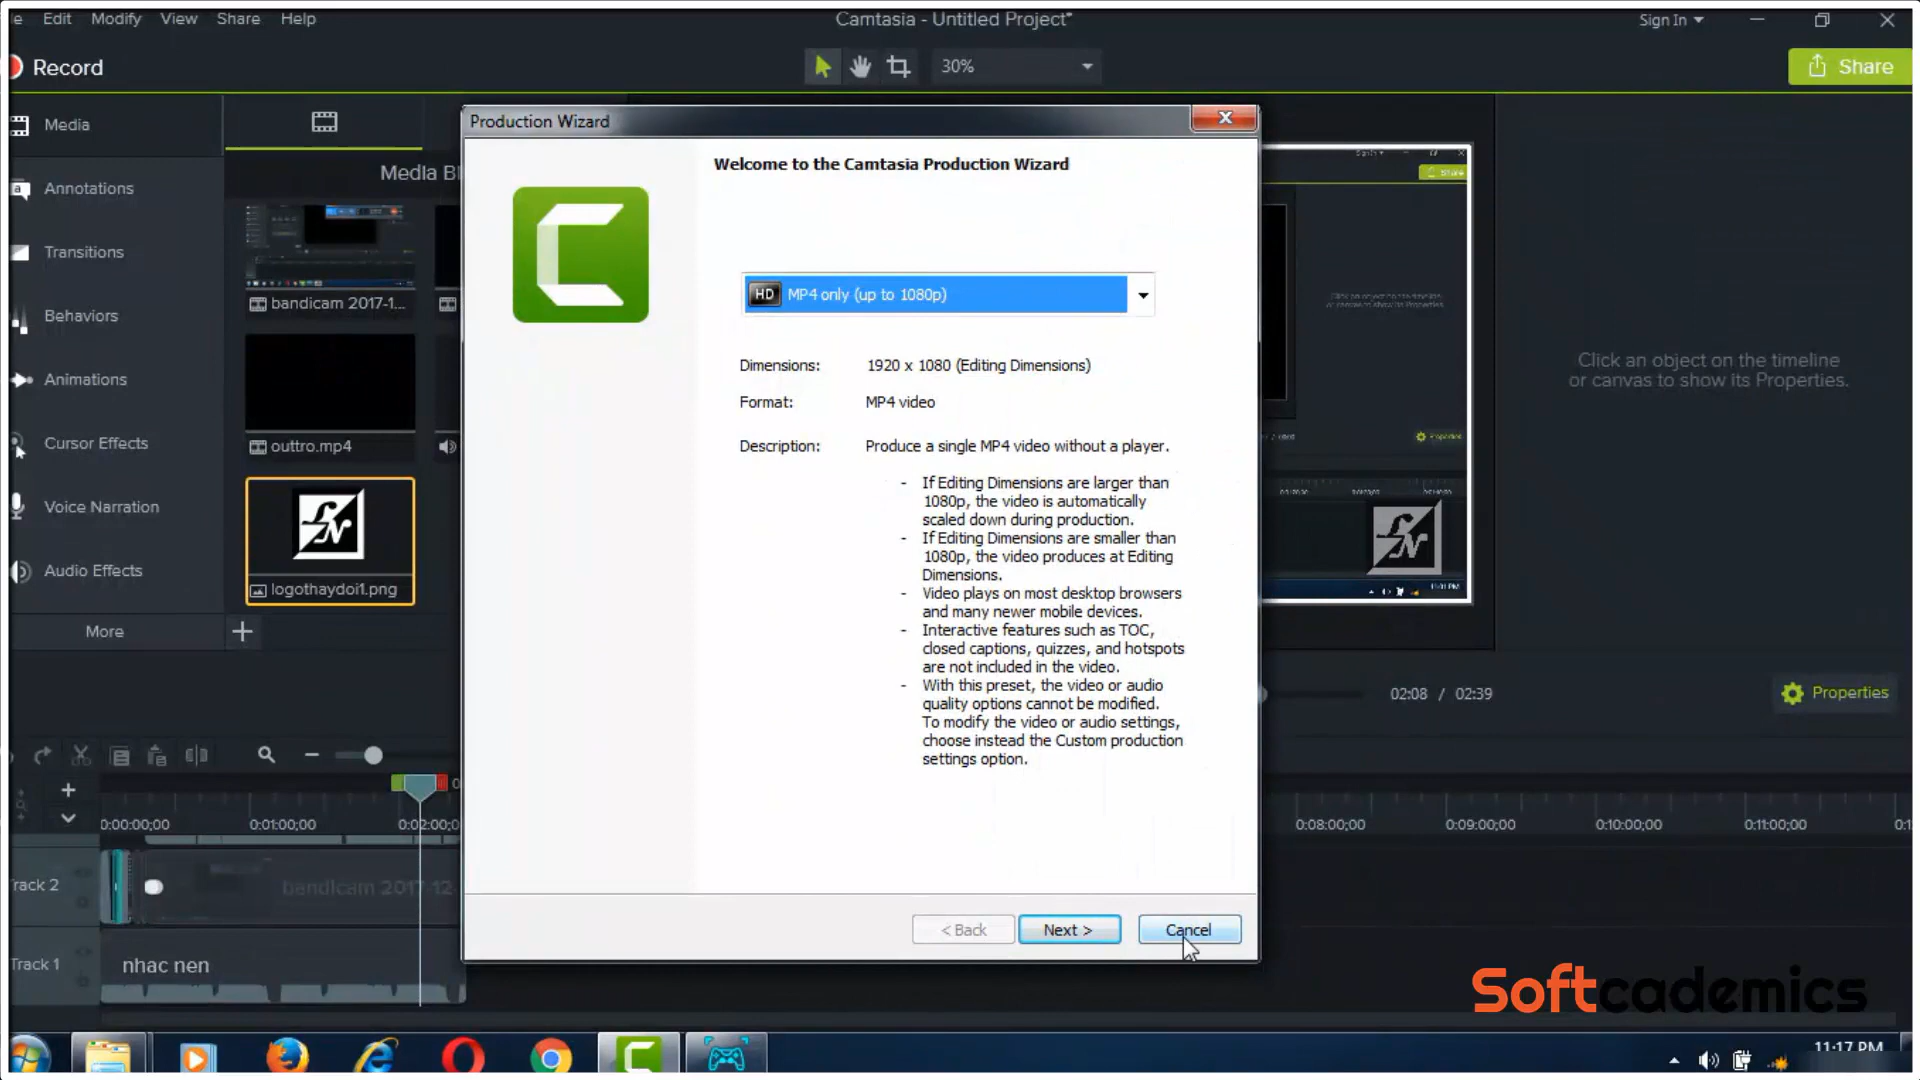 Edit Modify View Share Help
Camtasia - Untitled Project*
Sign In
Record
30%
Share
Media
Annotations
Transitions
Behaviors
Animations
Cursor Effects
Voice Narration
Audio Effects
More
bandicam 2017-1...
outtro.mp4
logothaydoi1.png
Production Wizard
Welcome to the Camtasia Production Wizard
HD MP4 only (up to 1080p)
Dimensions: 1920 x 1080 (Editing Dimensions)
Format: MP4 video
Description: Produce a single MP4 video without a player.
- If Editing Dimensions are larger than
1080p, the video is automatically
scaled down during production.
- If Editing Dimensions are smaller than
1080p, the video produces at Editing
Dimensions.
- Video plays on most desktop browsers
and many newer mobile devices.
- Interactive features such as TOC,
closed captions, quizzes, and hotspots
are not included in the video.
- With this preset, the video or audio
quality options cannot be modified.
To modify the video or audio settings,
choose instead the Custom production
settings option.
< Back
Next >
Cancel
Click an object on the timeline
or canvas to show its Properties.
02:08 / 02:39
Properties
0:00:00;00 0:01:00;00 0:02:00;0
0:08:00;00 0:09:00;00 0:10:00;00 0:11:00;00
Track 2
bandicam 2017-12
Track 1
nhac nen
Softcademics
11:17 PM